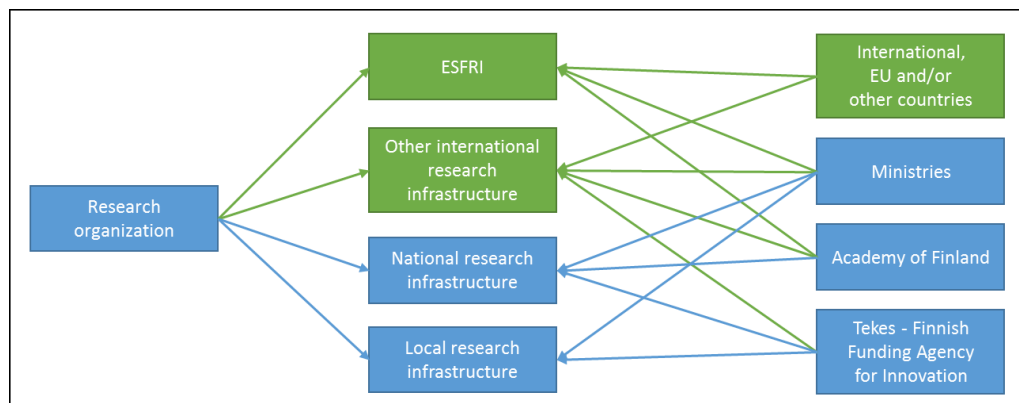 Research
organization
ESFRI
Other international
research
infrastructure
National research
infrastructure
Local research
infrastructure
International,
EU and/or
other countries
Ministries
Academy of Finland
Tekes - Finnish
Funding Agency
for Innovation